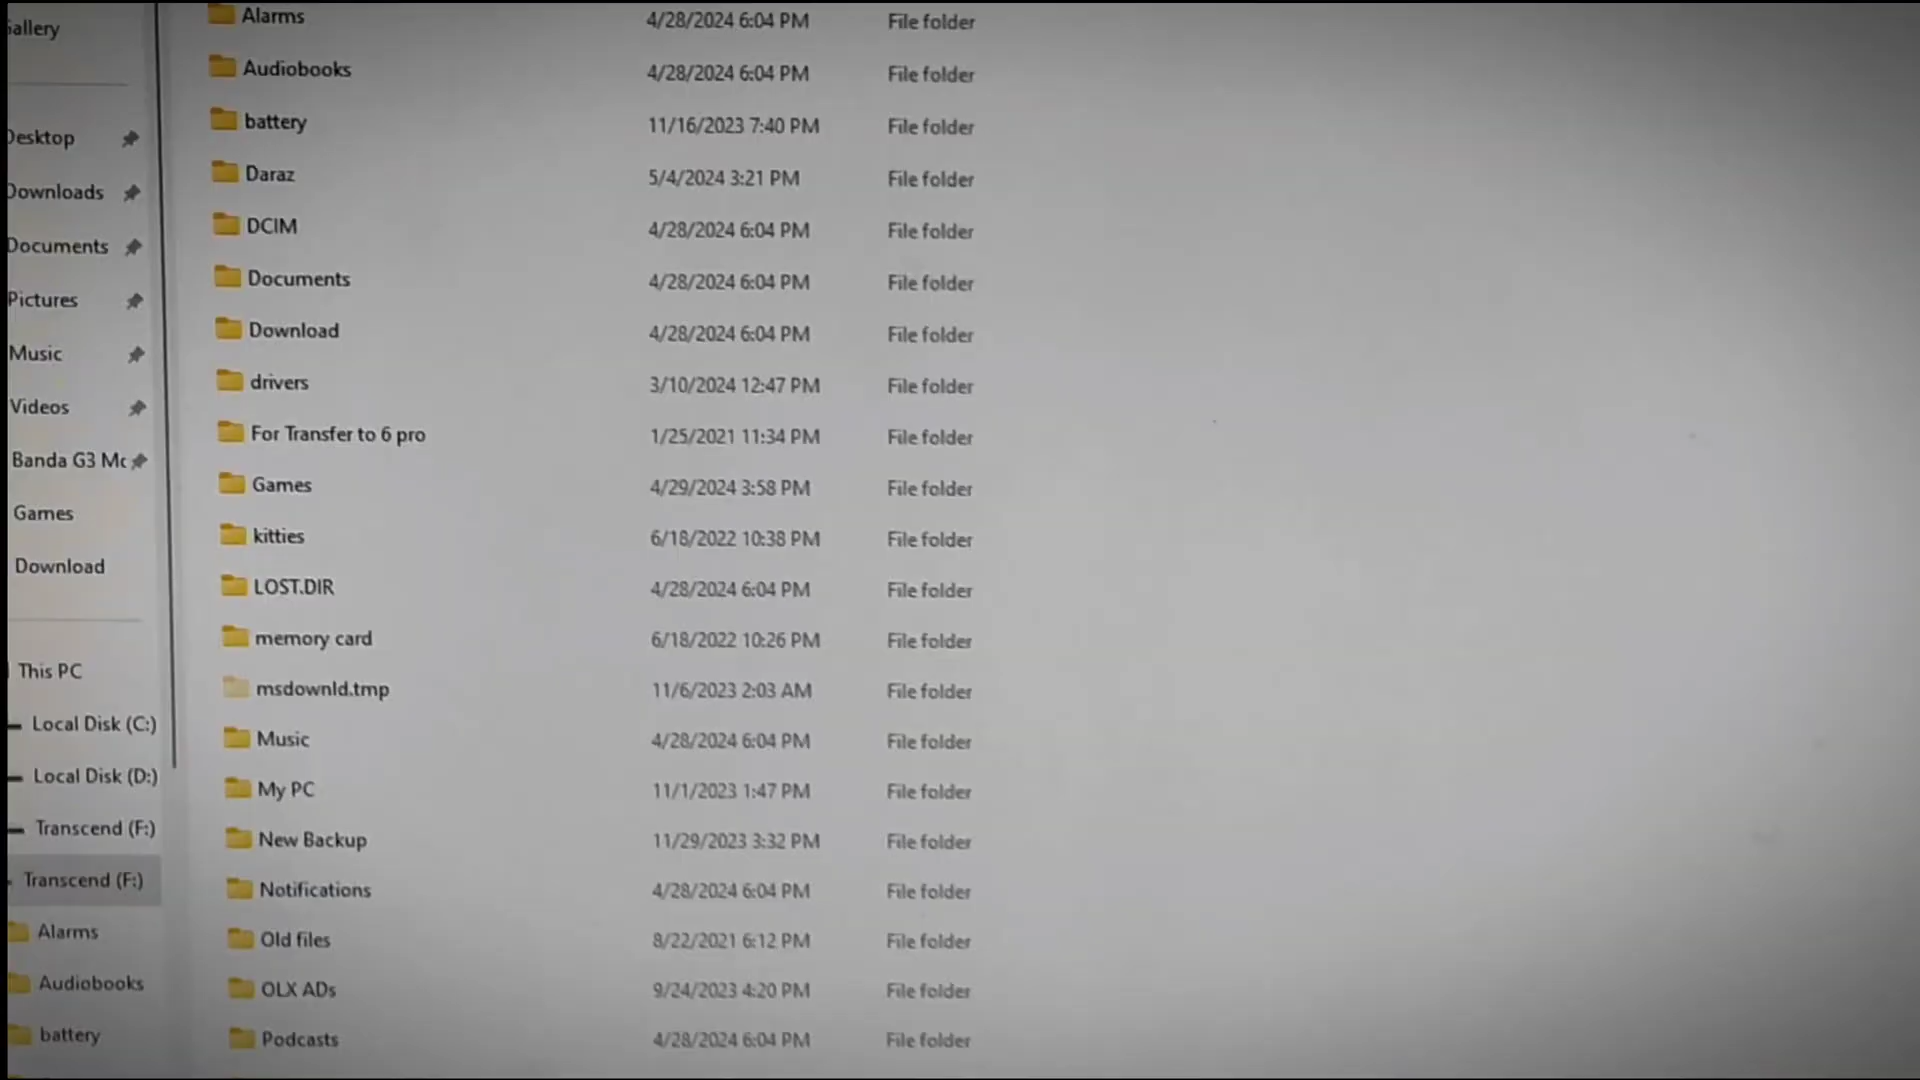 Gallery
Desktop
Downloads
Documents
Pictures
Music
Videos
Banda G3 Mc
Games
Download
This PC
Local Disk (C:)
Local Disk (D:)
Transcend (F:)
Transcend (F:)
Alarms
Audiobooks
battery
Alarms 4/28/2024 6:04 PM File folder
Audiobooks 4/28/2024 6:04 PM File folder
battery 11/16/2023 7:40 PM File folder
Daraz 5/4/2024 3:21 PM File folder
DCIM 4/28/2024 6:04 PM File folder
Documents 4/28/2024 6:04 PM File folder
Download 4/28/2024 6:04 PM File folder
drivers 3/10/2024 12:47 PM File folder
For Transfer to 6 pro 1/25/2021 11:34 PM File folder
Games 4/29/2024 3:58 PM File folder
kitties 6/18/2022 10:38 PM File folder
LOST.DIR 4/28/2024 6:04 PM File folder
memory card 6/18/2022 10:26 PM File folder
msdownld.tmp 11/6/2023 2:03 AM File folder
Music 4/28/2024 6:04 PM File folder
My PC 11/1/2023 1:47 PM File folder
New Backup 11/29/2023 3:32 PM File folder
Notifications 4/28/2024 6:04 PM File folder
Old files 8/22/2021 6:12 PM File folder
OLX ADs 9/24/2023 4:20 PM File folder
Podcasts 4/28/2024 6:04 PM File folder